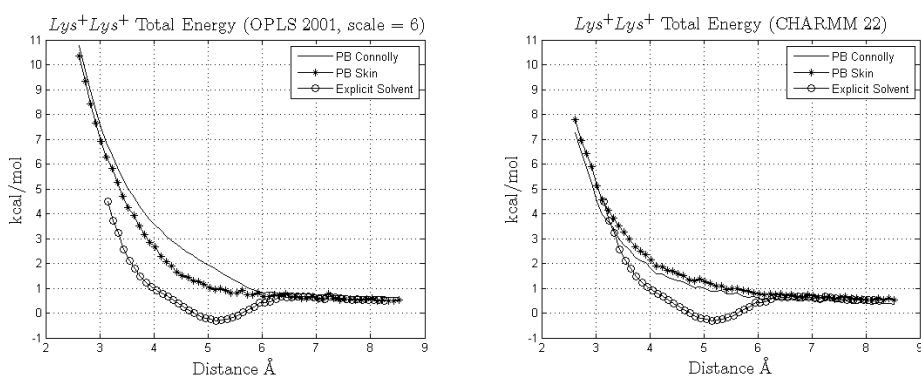 Lys+Lys+ Total Energy (OPLS 2001, scale = 6)
PB Connolly
PB Skin
Explicit Solvent
kcal/mol
11
10
9
8
7
6
5
4
3
2
1
0
-1
2 3 4 5 6 7 8 9
Distance Å
Lys+Lys+ Total Energy (CHARMM 22)
PB Connolly
PB Skin
Explicit Solvent
kcal/mol
11
10
9
8
7
6
5
4
3
2
1
0
-1
2 3 4 5 6 7 8 9
Distance Å